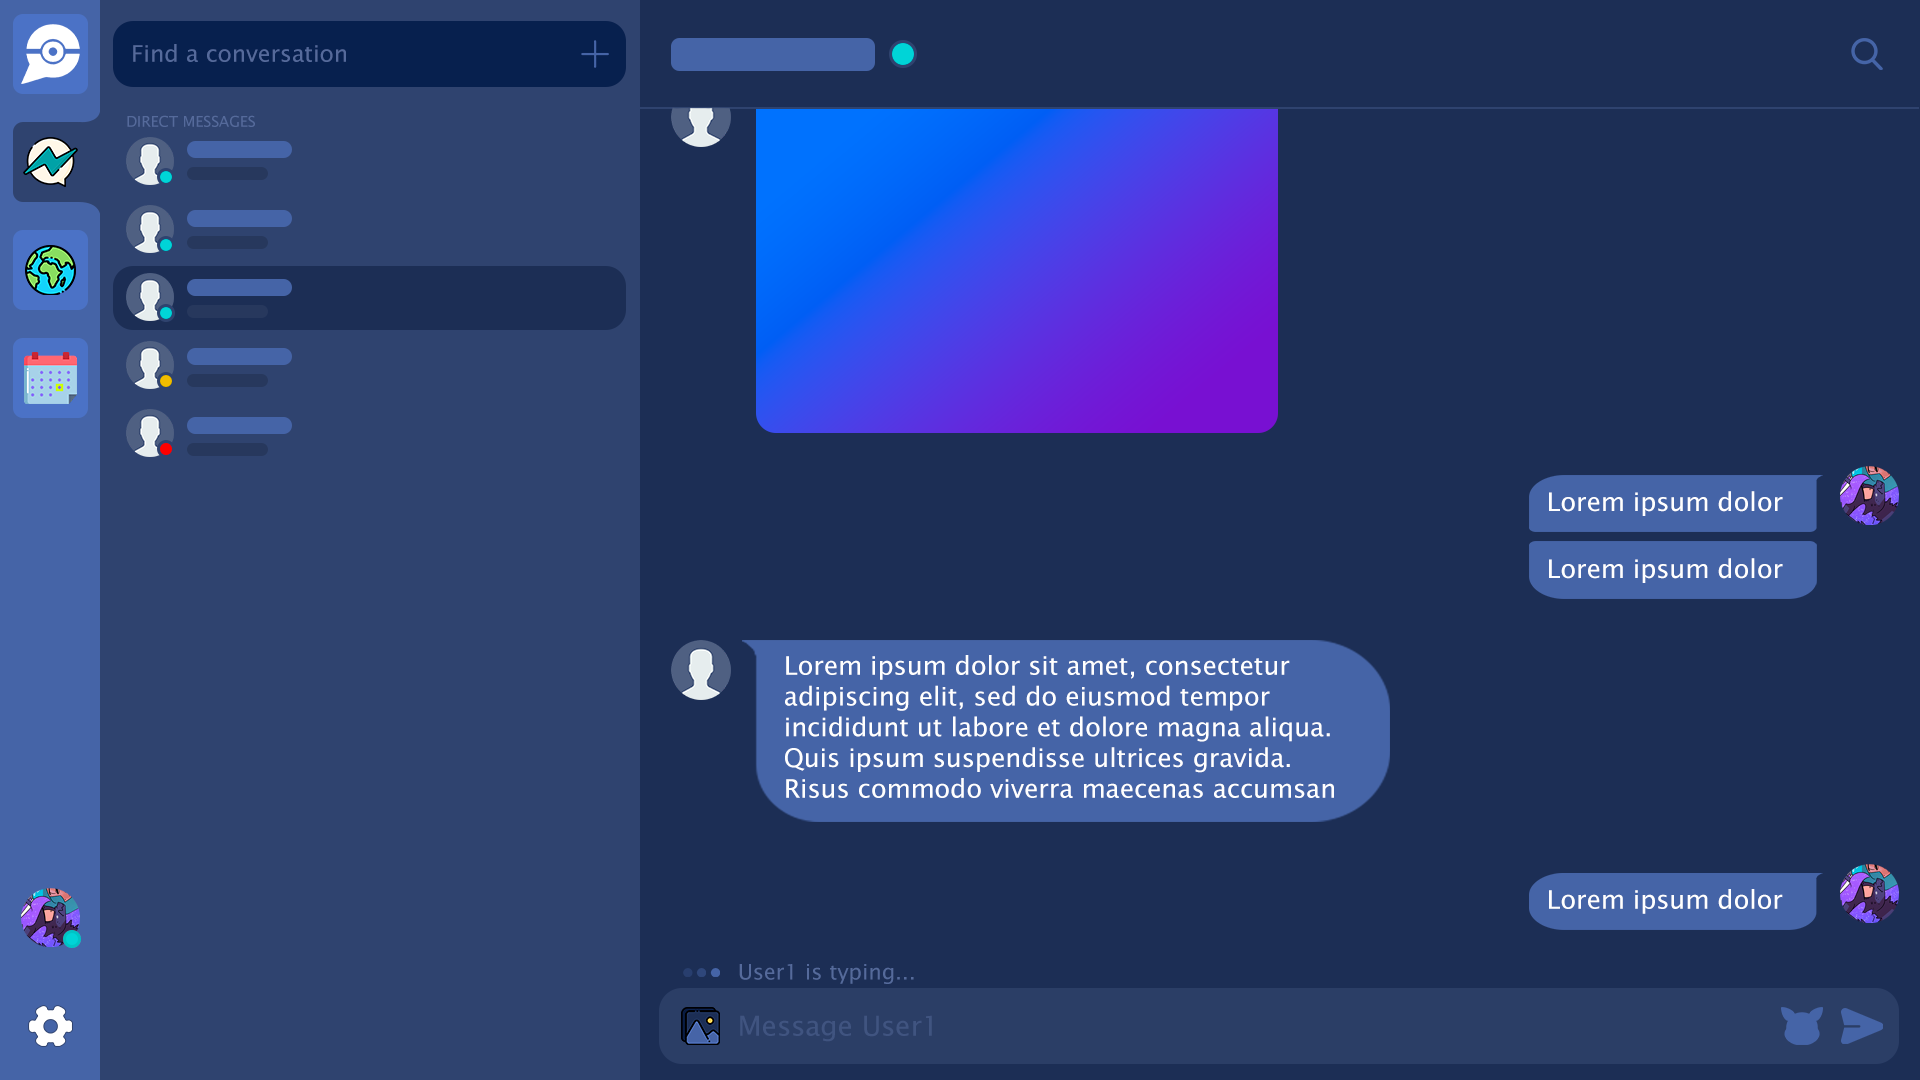 Find a conversation
DIRECT MESSAGES
Lorem ipsum dolor
Lorem ipsum dolor
Lorem ipsum dolor sit amet, consectetur
adipiscing elit, sed do eiusmod tempor
incididunt ut labore et dolore magna aliqua.
Quis ipsum suspendisse ultrices gravida.
Risus commodo viverra maecenas accumsan
Lorem ipsum dolor
User1 is typing...
Message User1